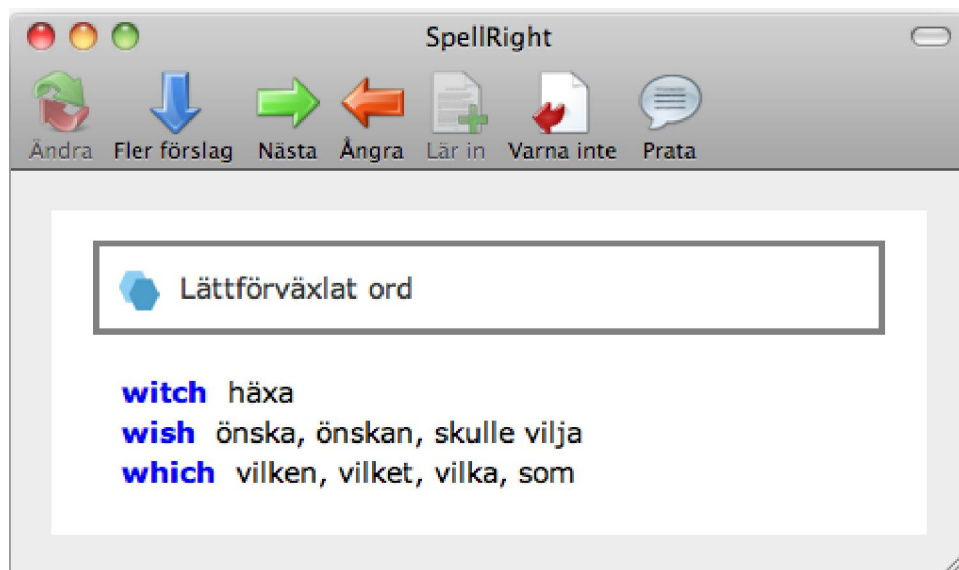 SpellRight
Ändra Fler förslag Nästa Ångra Lär in Varna inte Prata
Lättförväxlat ord
witch häxa
wish önska, önskan, skulle vilja
which vilken, vilket, vilka, som